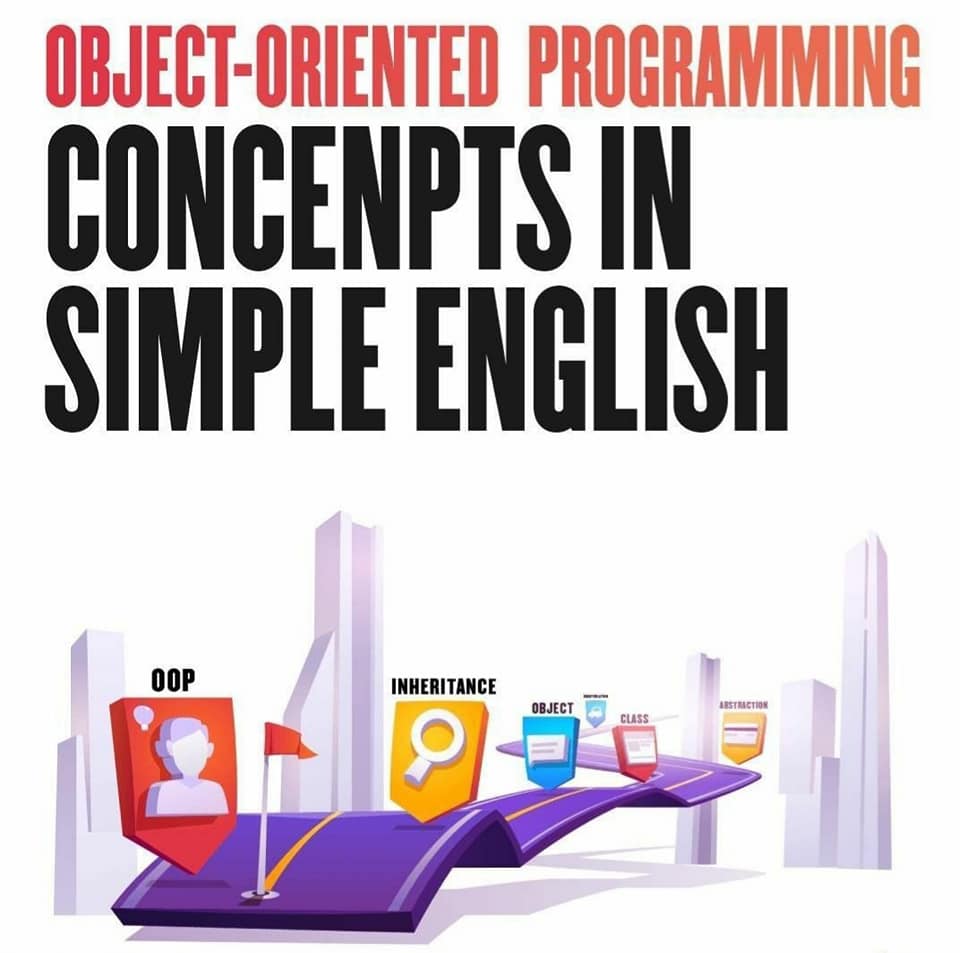 OBJECT-ORIENTED PROGRAMMING
CONCENPTS IN
SIMPLE ENGLISH
OOP
INHERITANCE
OBJECT
CLASS
ABSTRACTION